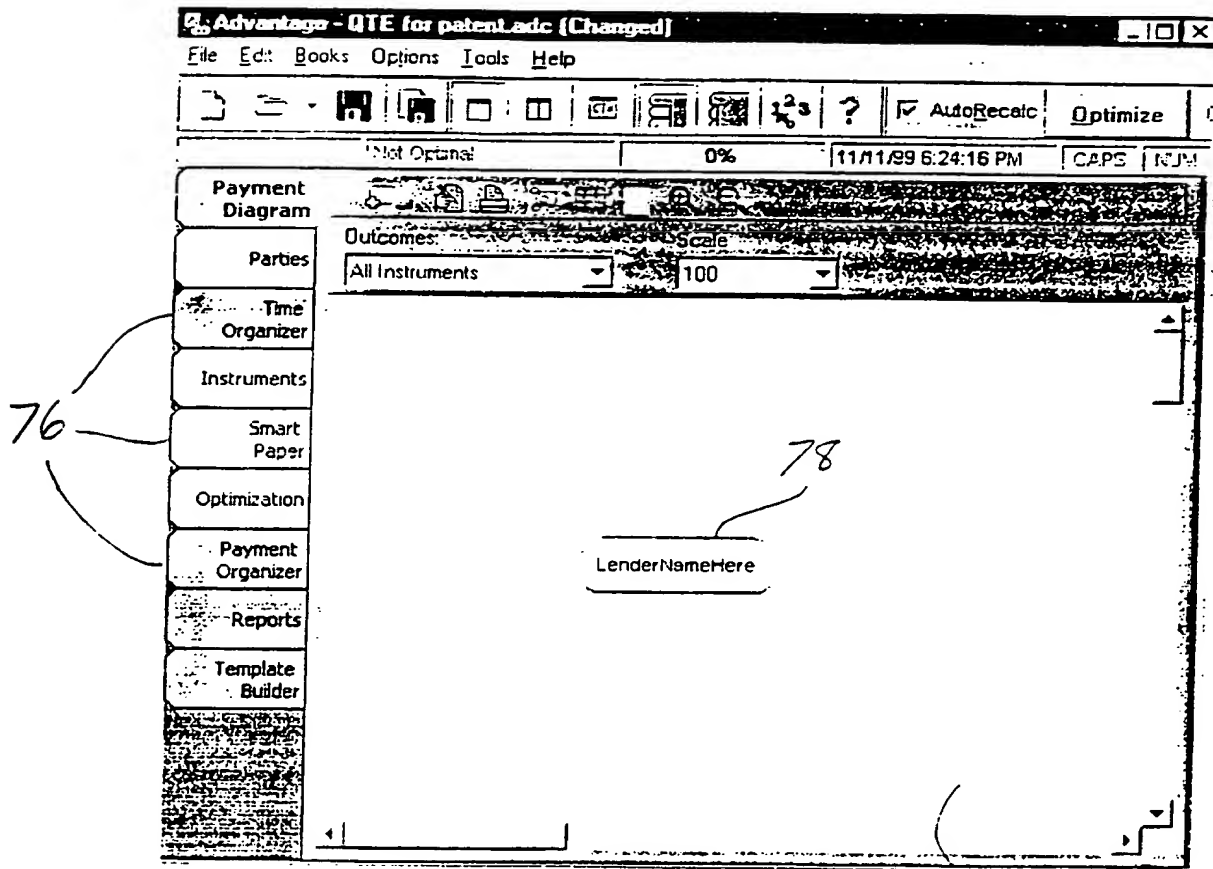 Advantage - QTE for patent.adc [Changed]
File Edit Books Options Tools Help
AutoRecalc Optimize
Not Optimal 0% 11/11/99 6:24:16 PM CAPS NUM
Payment
Diagram
Outcomes: Scale
Parties
All Instruments 100
Time
Organizer
Instruments
76
Smart
Paper
78
Optimization
Payment
Organizer
LenderNameHere
Reports
Template
Builder